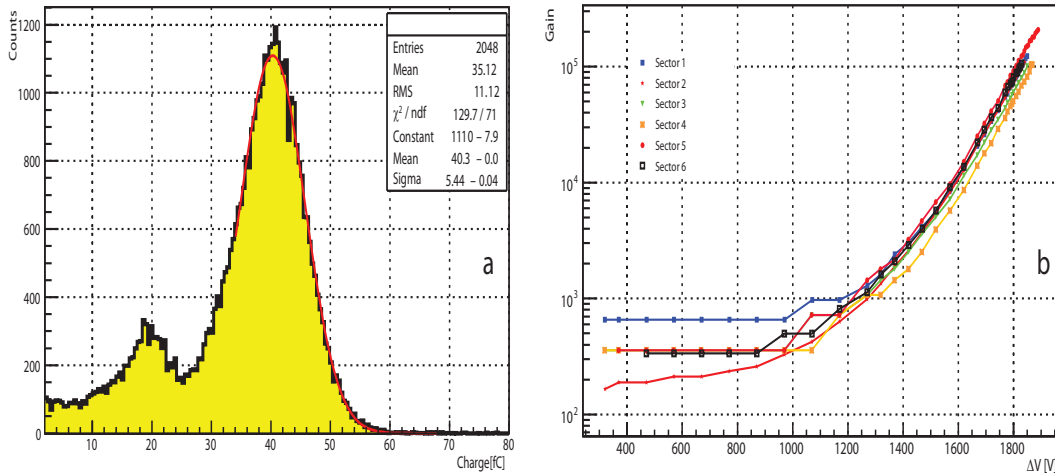 Counts
1200
1000
800
600
400
200
0
10
20
30
40
50
60
70
80
Charge[fC]
Entries 2048
Mean 35.12
RMS 11.12
χ² / ndf 129.7 / 71
Constant 1110 – 7.9
Mean 40.3 – 0.0
Sigma 5.44 – 0.04
a
Gain
10⁵
10⁴
10³
10²
Sector 1
Sector 2
Sector 3
Sector 4
Sector 5
Sector 6
b
400
600
800
1000
1200
1400
1600
1800
ΔV [V]